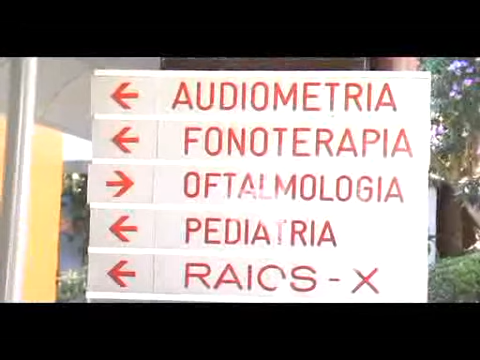 ← AUDIOMETRIA
← FONOTERAPIA
→ OFTALMOLOGIA
← PEDIATRIA
← RAIOS - X